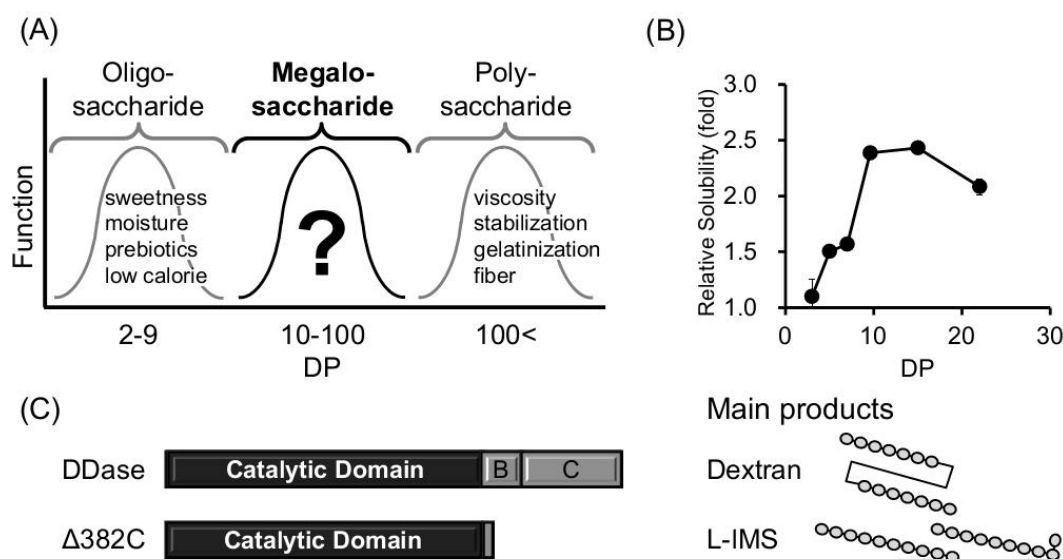 (A)
Oligo-
saccharide
Megalo-
saccharide
Poly-
saccharide
Function
sweetness
moisture
prebiotics
low calorie
?
viscosity
stabilization
gelatinization
fiber
2-9
10-100
100<
DP
(B)
Relative Solubility (fold)
3.0
2.5
2.0
1.5
1.0
0 10 20 30
DP
(C)
Main products
DDase
Catalytic Domain B C
Dextran
Δ382C
Catalytic Domain
L-IMS